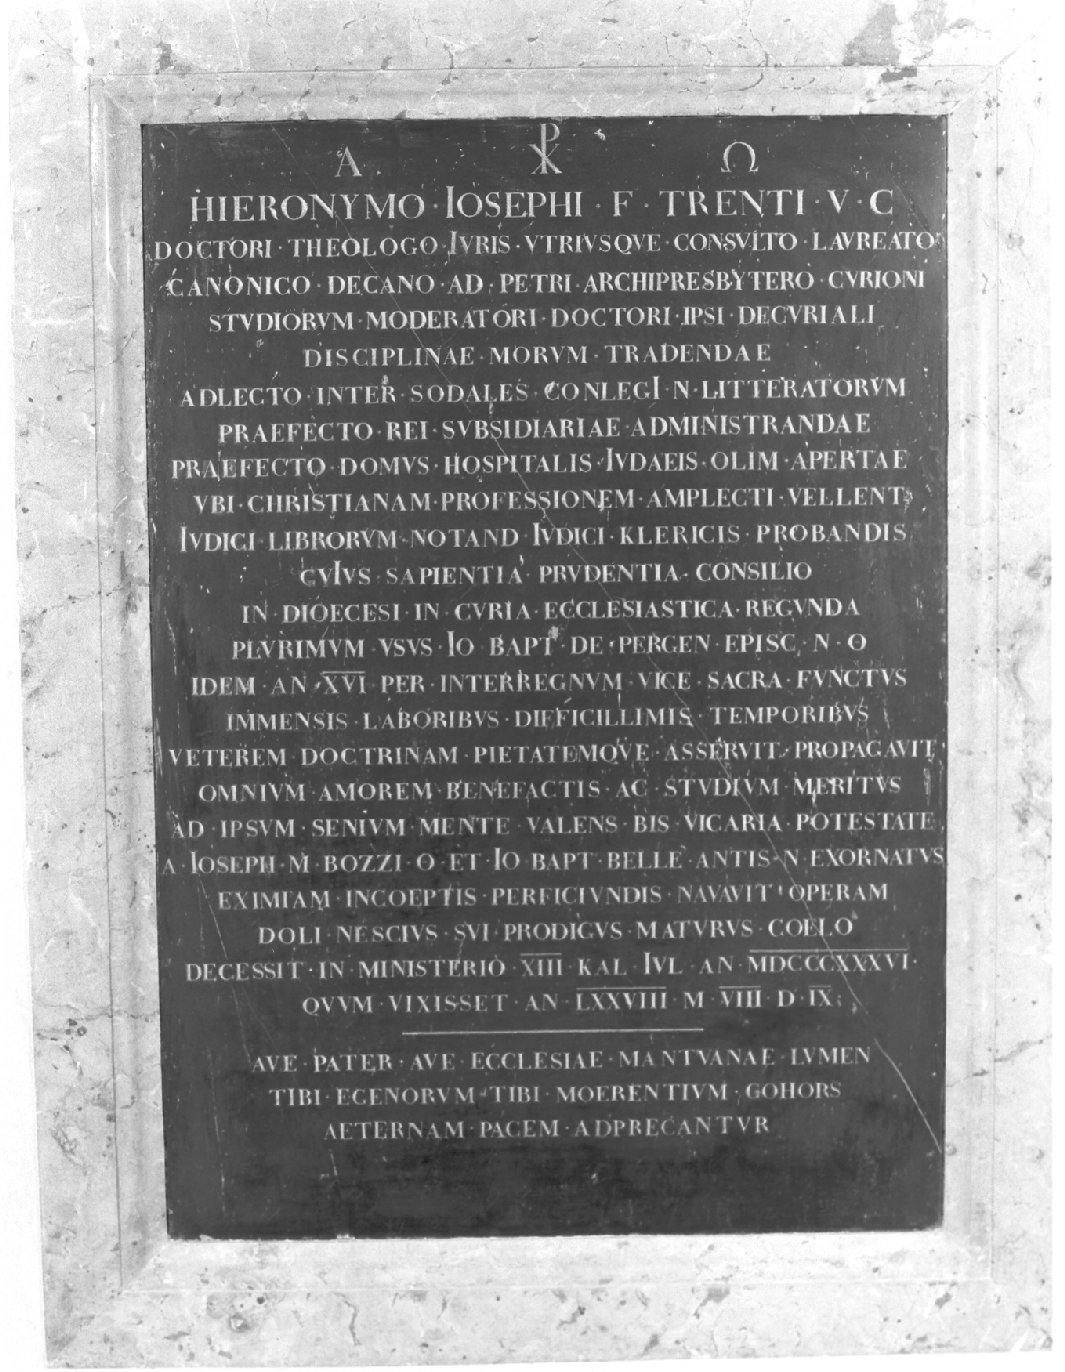 Α ☧ Ω
HIERONYMO · IOSEPHI · F · TRENTI · V · C
DOCTORI · THEOLOGO · IVRIS · VTRIVSQVE · CONSVLTO · LAVREATO
CANONICO · DECANO · AD · PETRI · ARCHIPRESBYTERO · CVRIONI
STVDIORVM · MODERATORI · DOCTORI · IPSI · DECVRIALI
DISCIPLINAE · MORVM · TRADENDAE
ADLECTO · INTER · SODALES · CONLEGI · N · LITTERATORVM
PRAEFECTO · REI · SVBSIDIARIAE · ADMINISTRANDAE
PRAEFECTO · DOMVS · HOSPITALIS · IVDAEIS · OLIM · APERTAE
VBI · CHRISTIANAM · PROFESSIONEM · AMPLECTI · VELLENT
IVDICI · LIBRORVM · NOTAND · IVDICI · KLERICIS · PROBANDIS
CVIVS · SAPIENTIA · PRVDENTIA · CONSILIO
IN · DIOECESI · IN · CVRIA · ECCLESIASTICA · REGVNDA
PLVRIMVM · VSVS · IO · BAPT · DE · PERGEN · EPISC · N · O
IDEM · AN · XVI · PER · INTERREGNVM · VICE · SACRA · FVNCTVS
IMMENSIS · LABORIBVS · DIFFICILLIMIS · TEMPORIBVS
VETEREM · DOCTRINAM · PIETATEMQVE · ASSERVIT · PROPAGAVIT
OMNIVM · AMOREM · BENEFACTIS · AC · STVDIVM · MERITVS
AD · IPSVM · SENIVM · MENTE · VALENS · BIS · VICARIA · POTESTATE
A · IOSEPH · M · BOZZI · O · ET · IO · BAPT · BELLE · ANTIS · N · EXORNATVS
EXIMIAM · INCOEPTIS · PERFICIVNDIS · NAVAVIT · OPERAM
DOLI · NESCIVS · SVI · PRODIGVS · MATVRVS · COELO
DECESSIT · IN · MINISTERIO · XIII · KAL · IVL · AN · MDCCCXXXVI ·
QVVM · VIXISSET · AN · LXXVIII · M · VIII · D · IX
AVE · PATER · AVE · ECCLESIAE · MANTVANAE · LVMEN
TIBI · EGENORVM · TIBI · MOERENTIVM · COHORS
AETERNAM · PACEM · ADPRECANTVR